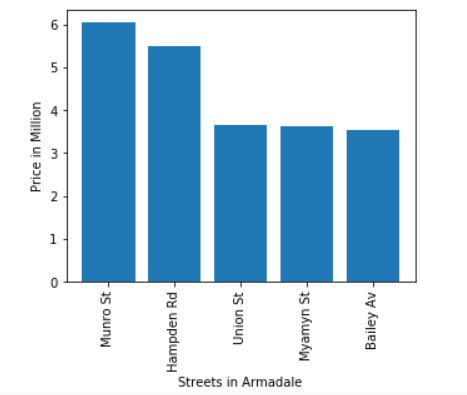 Price in Million
6
5
4
3
2
1
0
Munro St
Hampden Rd
Union St
Myamyn St
Bailey Av
Streets in Armadale